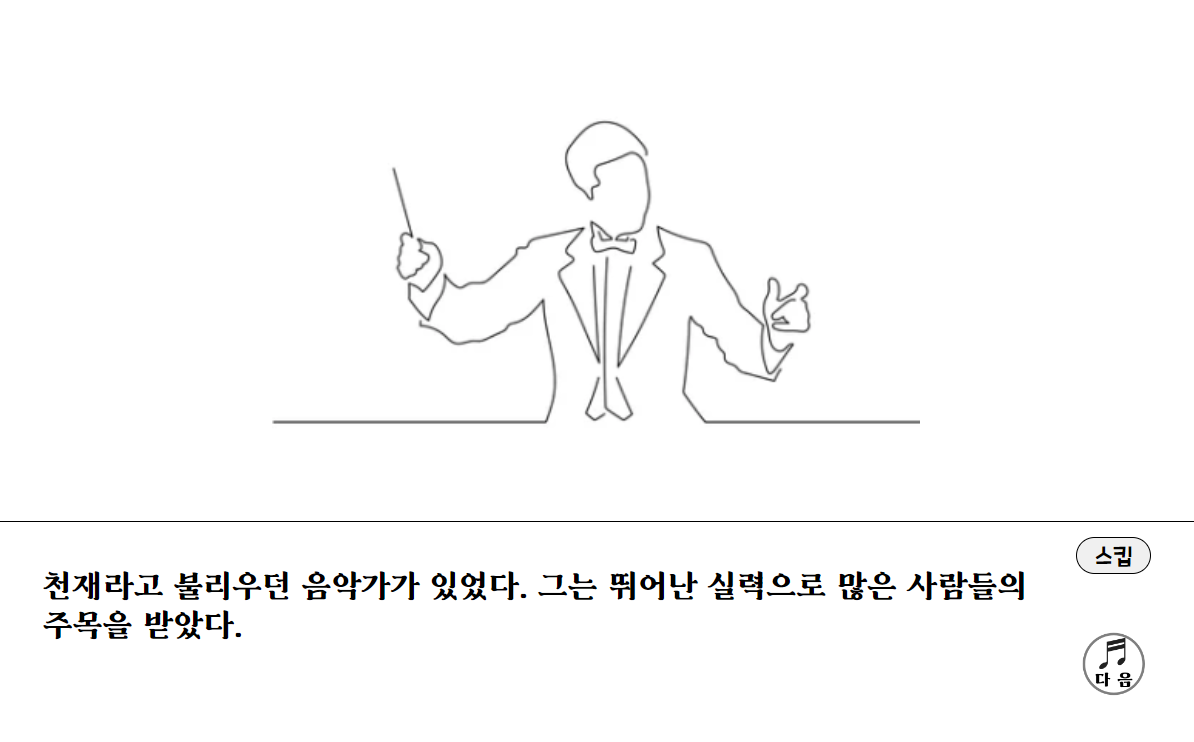 스킵
천재라고 불리우던 음악가가 있었다. 그는 뛰어난 실력으로 많은 사람들의
주목을 받았다.
다 음